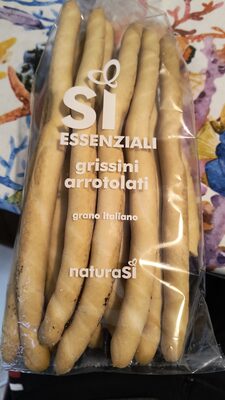 Sì
ESSENZIALI
grissini
arrotolati
grano italiano
naturaSì